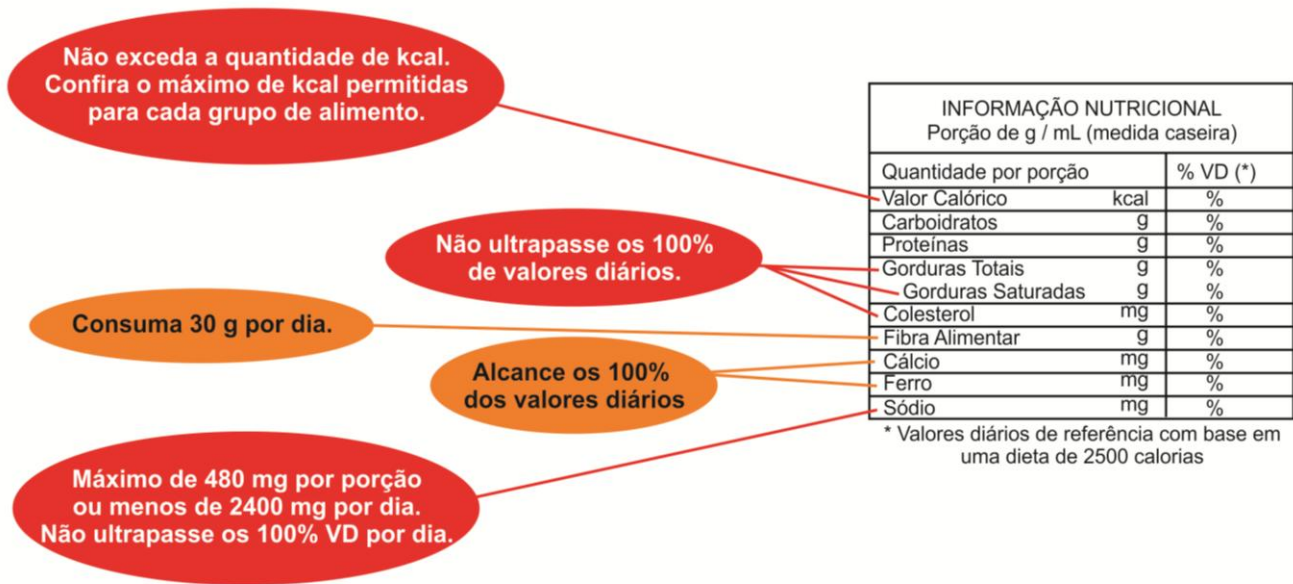 Não exceda a quantidade de kcal.
Confira o máximo de kcal permitidas
para cada grupo de alimento.
Não ultrapasse os 100%
de valores diários.
Consuma 30 g por dia.
Alcance os 100%
dos valores diários
Máximo de 480 mg por porção
ou menos de 2400 mg por dia.
Não ultrapasse os 100% VD por dia.
INFORMAÇÃO NUTRICIONAL
Porção de g / mL (medida caseira)
Quantidade por porção % VD (*)
Valor Calórico kcal %
Carboidratos g %
Proteínas g %
Gorduras Totais g %
Gorduras Saturadas g %
Colesterol mg %
Fibra Alimentar g %
Cálcio mg %
Ferro mg %
Sódio mg %
* Valores diários de referência com base em
uma dieta de 2500 calorias